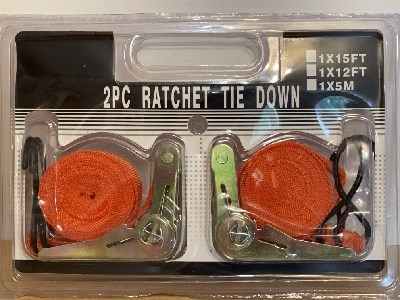 1X15FT
1X12FT
1X5M
2PC RATCHET TIE DOWN